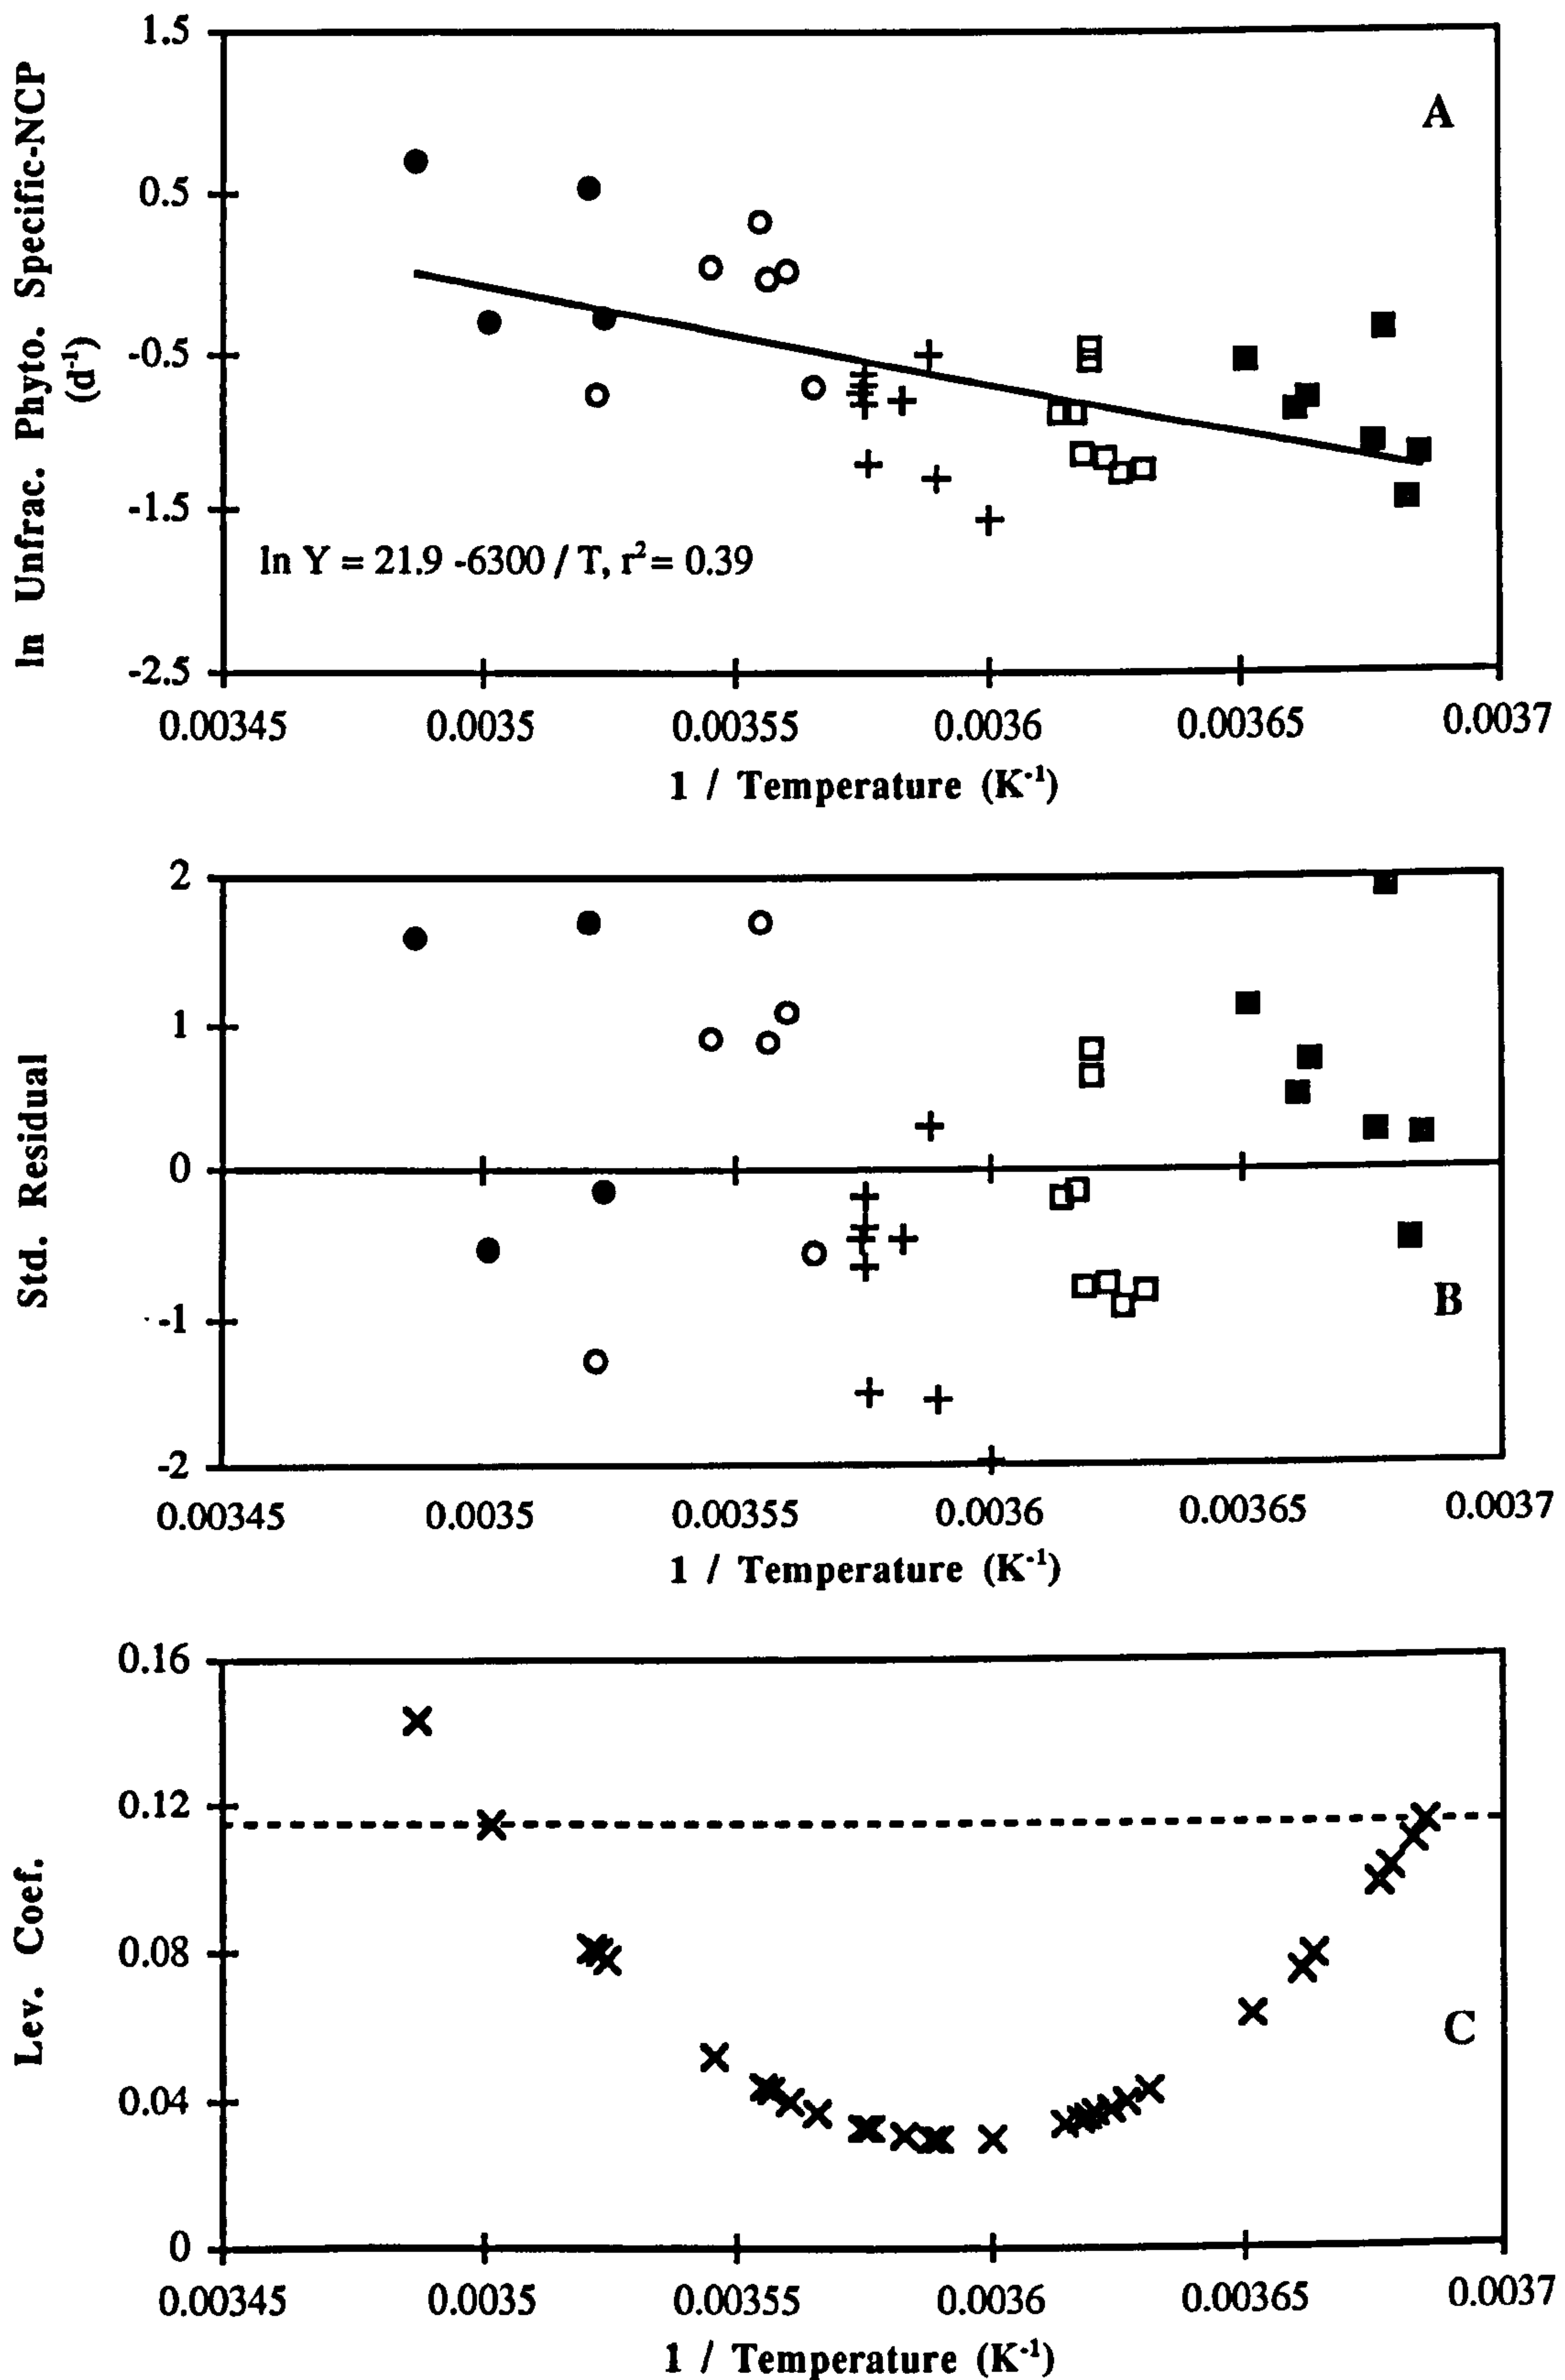 1.5
A
0.5
-0.5
-1.5
-2.5
ln Unfrac. Phyto. Specific-NCP
(d⁻¹)
ln Y = 21.9 -6300 / T, r²= 0.39
0.00345 0.0035 0.00355 0.0036 0.00365 0.0037
1 / Temperature (K⁻¹)
2
1
0
-1
-2
Std. Residual
B
0.00345 0.0035 0.00355 0.0036 0.00365 0.0037
1 / Temperature (K⁻¹)
0.16
0.12
0.08
0.04
0
Lev. Coef.
C
0.00345 0.0035 0.00355 0.0036 0.00365 0.0037
1 / Temperature (K⁻¹)